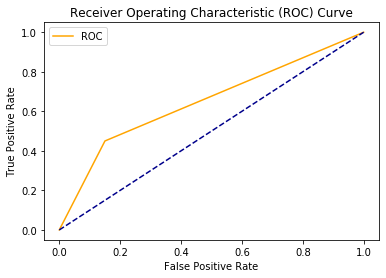 Receiver Operating Characteristic (ROC) Curve
ROC
True Positive Rate
1.0
0.8
0.6
0.4
0.2
0.0
0.0 0.2 0.4 0.6 0.8 1.0
False Positive Rate